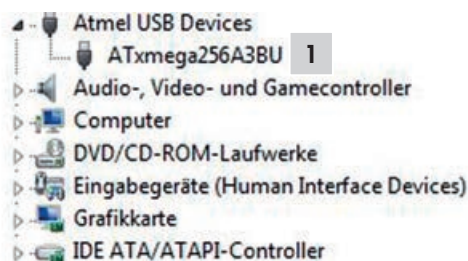 Atmel USB Devices
ATxmega256A3BU 1
Audio-, Video- und Gamecontroller
Computer
DVD/CD-ROM-Laufwerke
Eingabegeräte (Human Interface Devices)
Grafikkarte
IDE ATA/ATAPI-Controller